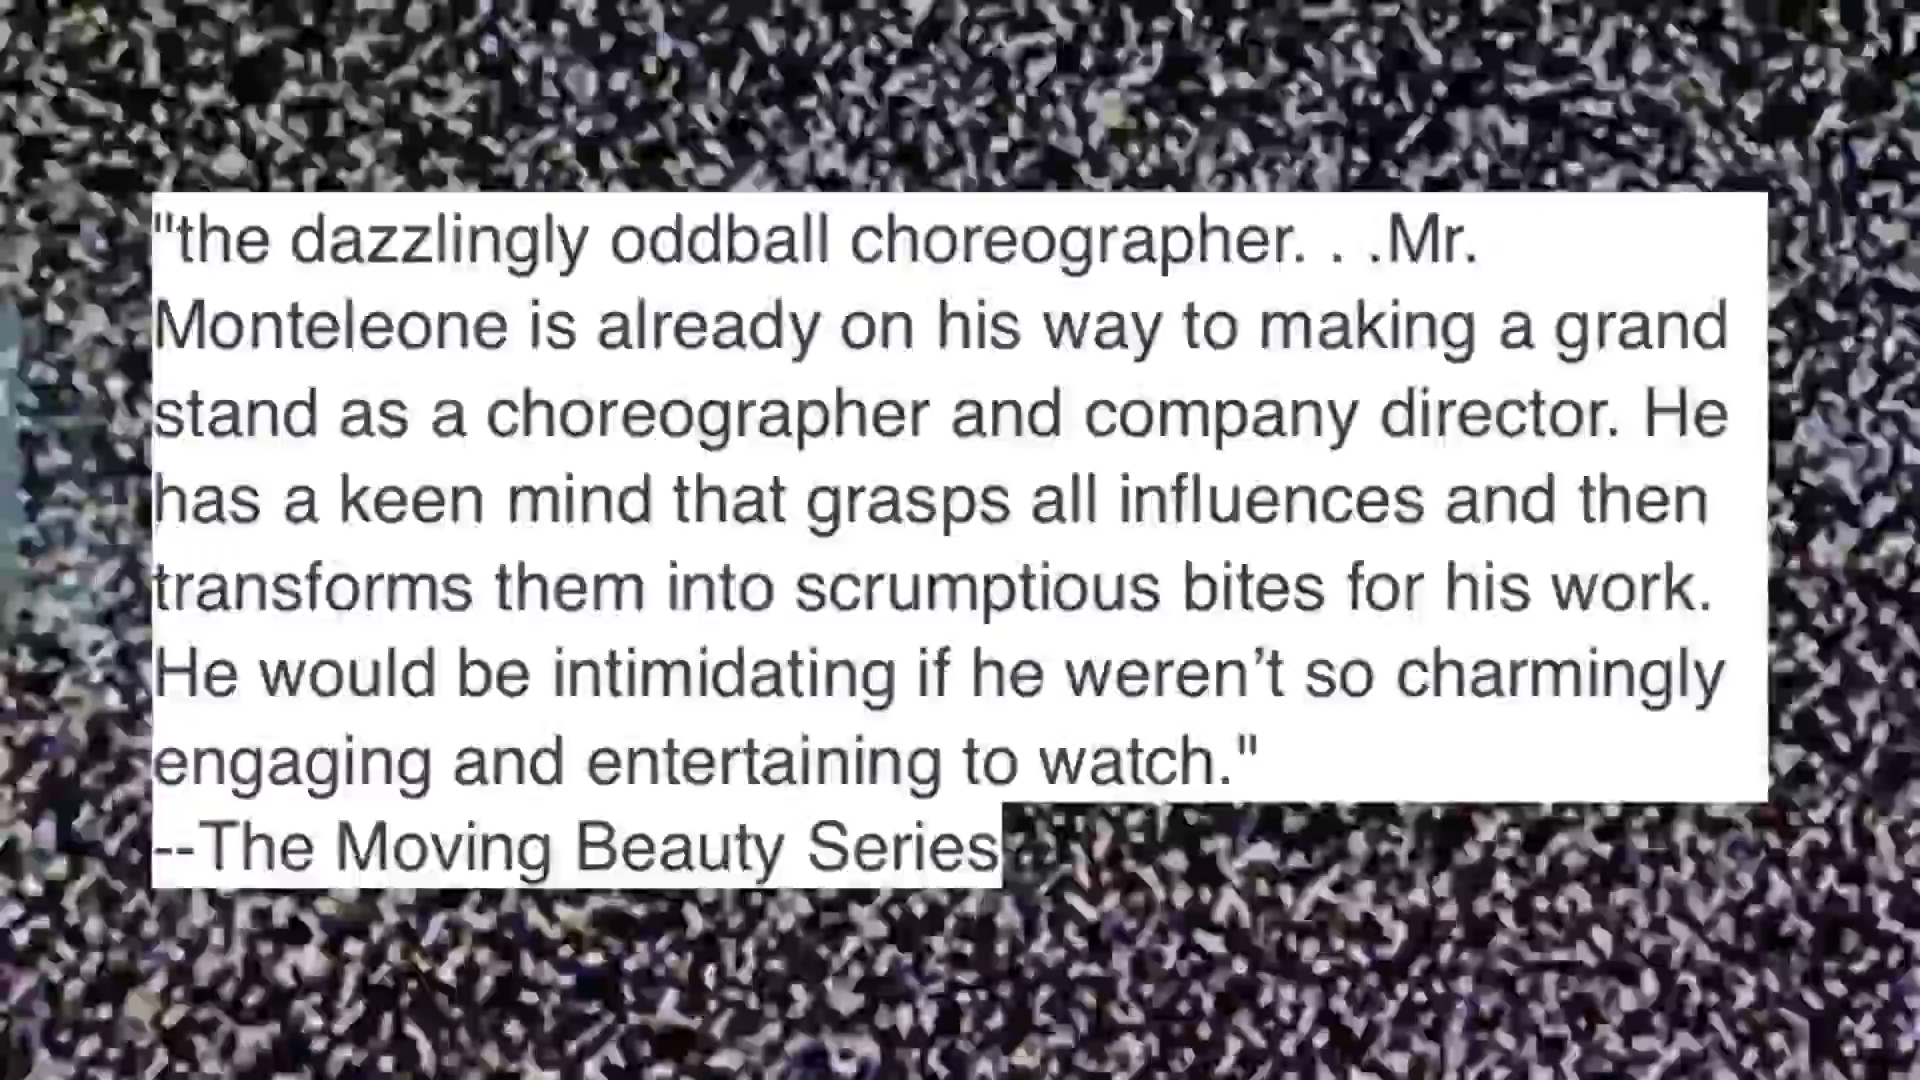 "the dazzlingly oddball choreographer. . .Mr.
Monteleone is already on his way to making a grand
stand as a choreographer and company director. He
has a keen mind that grasps all influences and then
transforms them into scrumptious bites for his work.
He would be intimidating if he weren’t so charmingly
engaging and entertaining to watch."
--The Moving Beauty Series